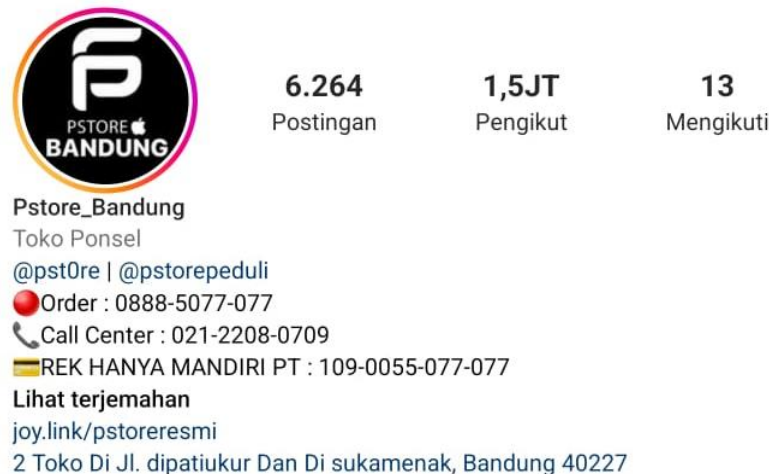 PSTORE
BANDUNG
6.264 1,5JT 13
Postingan Pengikut Mengikuti
Pstore_Bandung
Toko Ponsel
@pst0re | @pstorepeduli
Order : 0888-5077-077
Call Center : 021-2208-0709
REK HANYA MANDIRI PT : 109-0055-077-077
Lihat terjemahan
joy.link/pstoreresmi
2 Toko Di Jl. dipatiukur Dan Di sukamenak, Bandung 40227